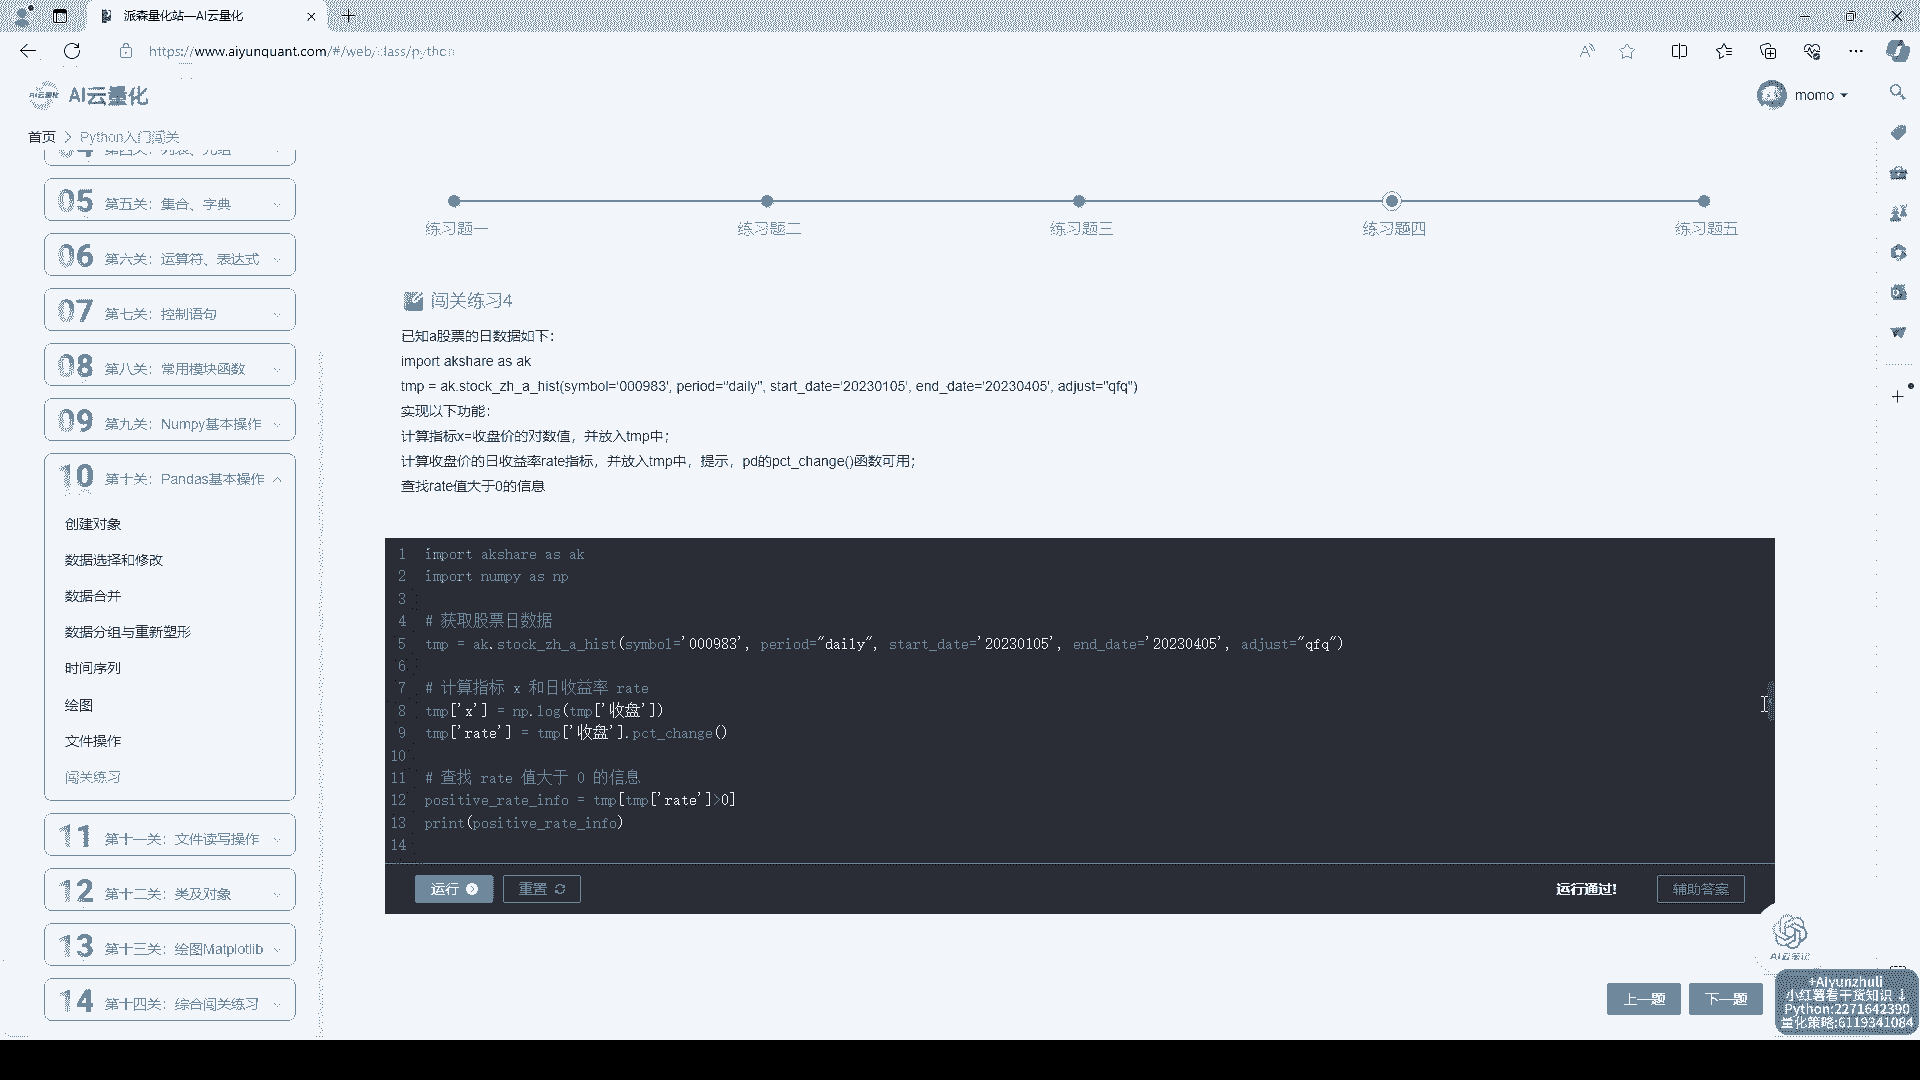 派森量化站—AI云量化
https://www.aiyunquant.com/#/web/class/python
AI云量化
AI云量化
momo
首页 > Python入门闯关
04 第四关：列表、元组
05 第五关：集合、字典
06 第六关：运算符、表达式
07 第七关：控制语句
08 第八关：常用模块函数
09 第九关：Numpy基本操作
10 第十关：Pandas基本操作
创建对象
数据选择和修改
数据合并
数据分组与重新塑形
时间序列
绘图
文件操作
闯关练习
11 第十一关：文件读写操作
12 第十二关：类及对象
13 第十三关：绘图Matplotlib
14 第十四关：综合闯关练习
练习题一
练习题二
练习题三
练习题四
练习题五
闯关练习4
已知a股票的日数据如下：
import akshare as ak
tmp = ak.stock_zh_a_hist(symbol='000983', period="daily", start_date='20230105', end_date='20230405', adjust="qfq")
实现以下功能：
计算指标x=收盘价的对数值，并放入tmp中；
计算收盘价的日收益率rate指标，并放入tmp中，提示，pd的pct_change()函数可用；
查找rate值大于0的信息
1 import akshare as ak
2 import numpy as np
3
4 # 获取股票日数据
5 tmp = ak.stock_zh_a_hist(symbol='000983', period="daily", start_date='20230105', end_date='20230405', adjust="qfq")
6
7 # 计算指标 x 和日收益率 rate
8 tmp['x'] = np.log(tmp['收盘'])
9 tmp['rate'] = tmp['收盘'].pct_change()
10
11 # 查找 rate 值大于 0 的信息
12 positive_rate_info = tmp[tmp['rate']>0]
13 print(positive_rate_info)
14
运行
重置
运行通过!
辅助答案
AI云笔记
上一题
下一题
+Aiyunzhuli
小红薯看干货知识↓
Python:2271642390
量化策略:6119341084